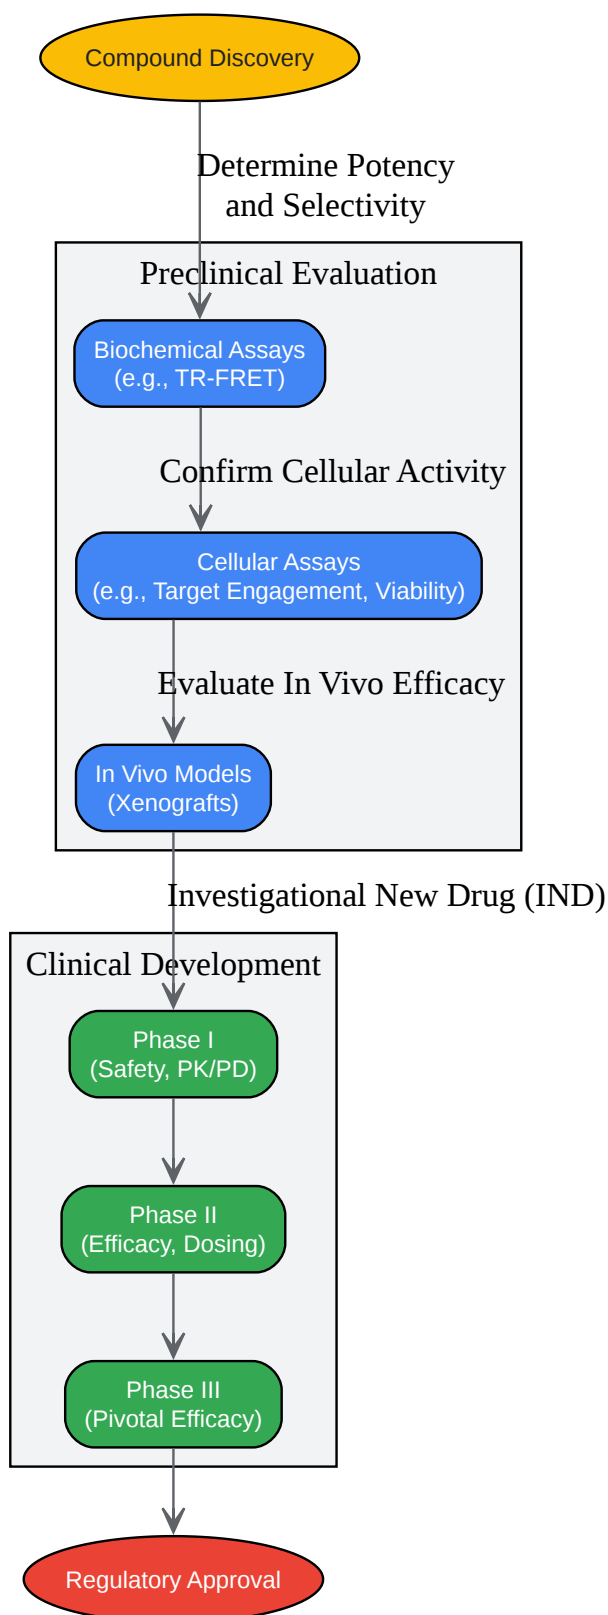 Compound Discovery
Determine Potency
and Selectivity
Preclinical Evaluation
Biochemical Assays
(e.g., TR-FRET)
Confirm Cellular Activity
Cellular Assays
(e.g., Target Engagement, Viability)
Evaluate In Vivo Efficacy
In Vivo Models
(Xenografts)
Investigational New Drug (IND)
Clinical Development
Phase I
(Safety, PK/PD)
Phase II
(Efficacy, Dosing)
Phase III
(Pivotal Efficacy)
Regulatory Approval